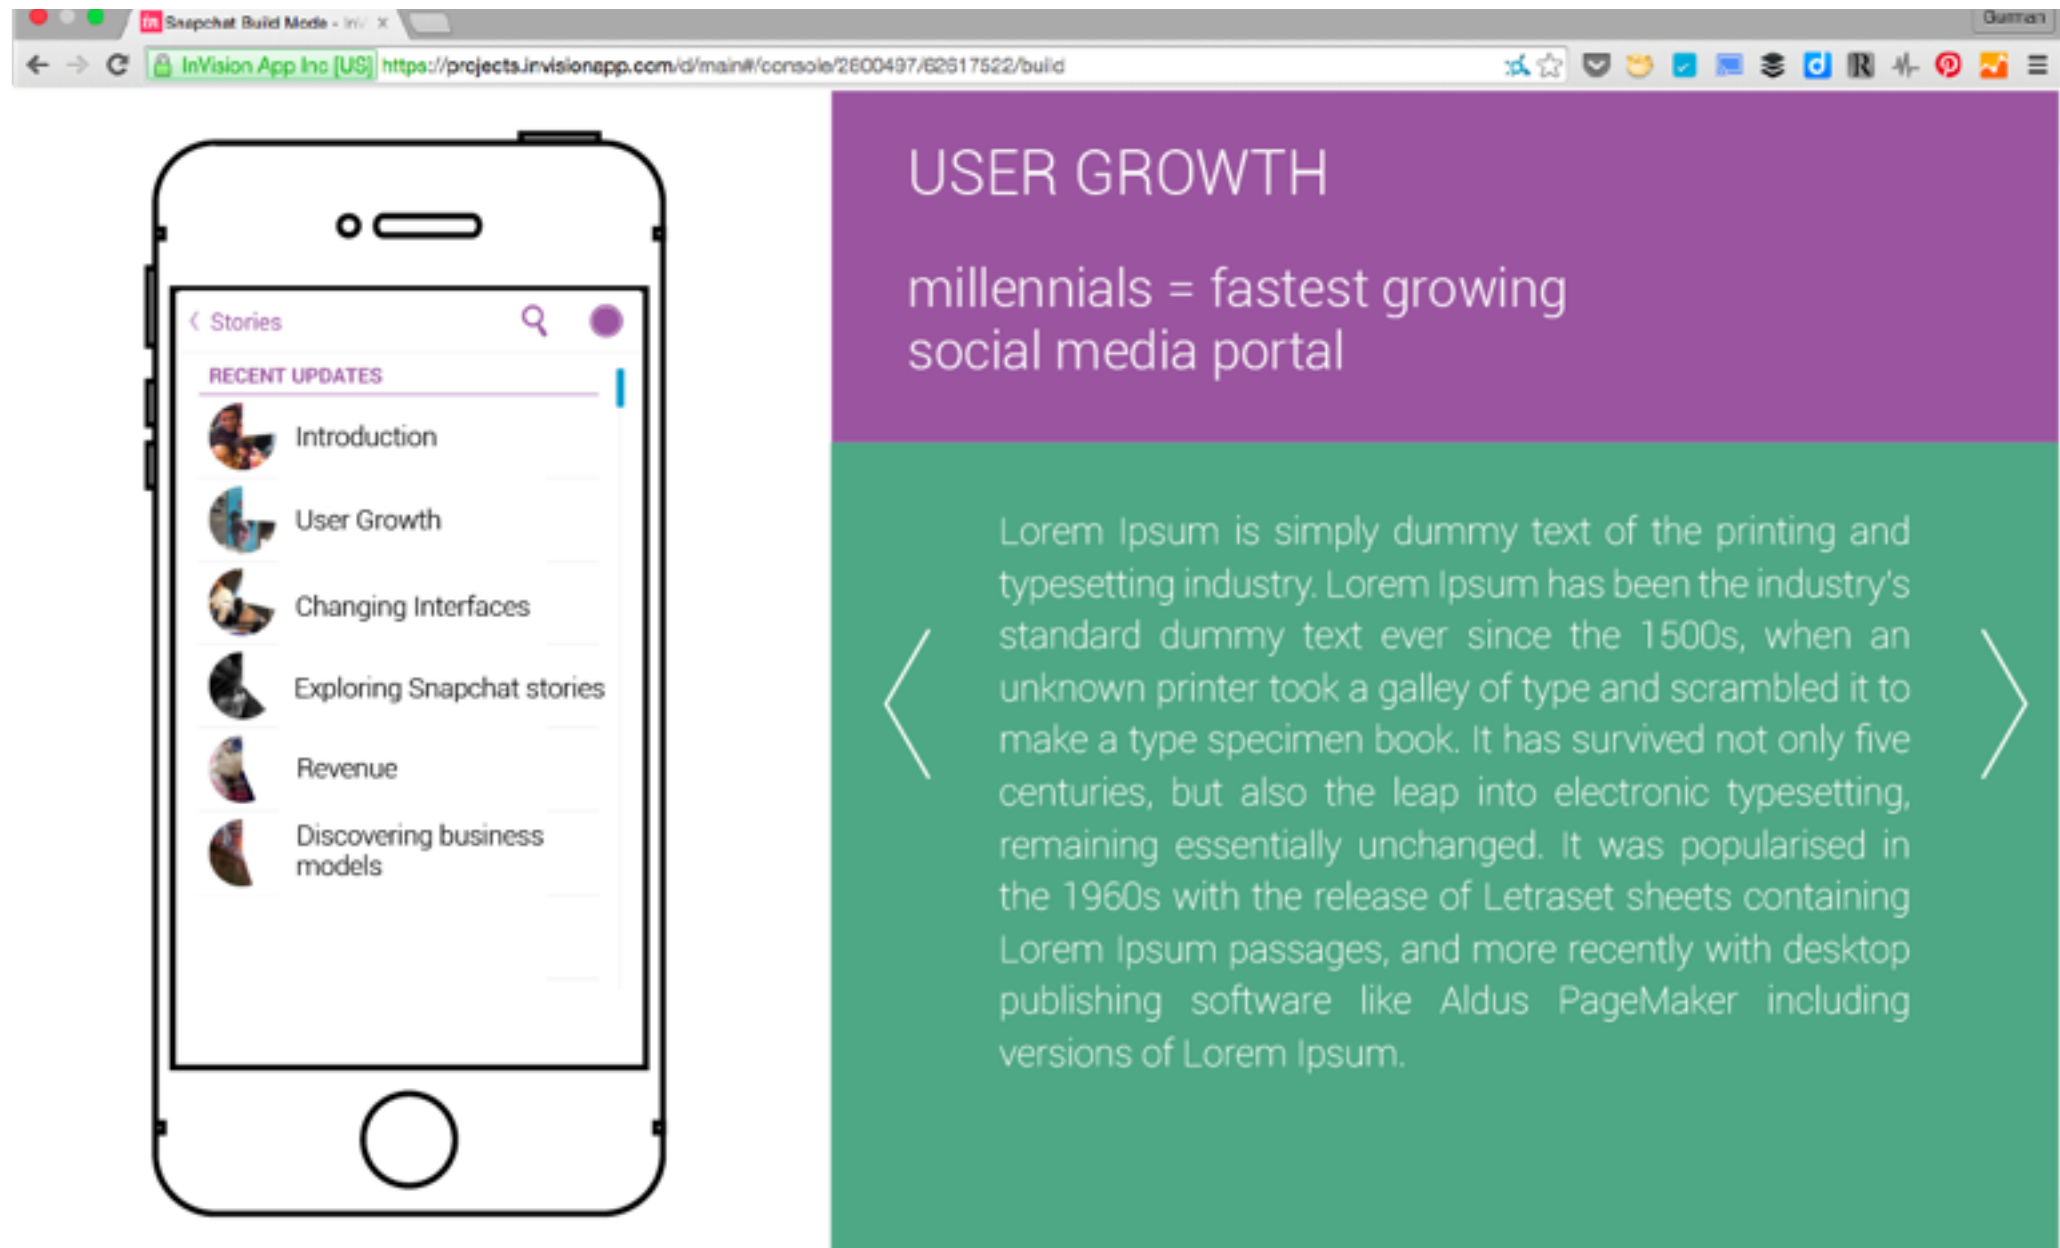 Snapchat Build Mode - InV
Gurman
InVision App Inc [US] https://projects.invisionapp.com/d/main#/console/2600497/62617522/build
Stories
RECENT UPDATES
Introduction
User Growth
Changing Interfaces
Exploring Snapchat stories
Revenue
Discovering business
models
USER GROWTH
millennials = fastest growing
social media portal
Lorem Ipsum is simply dummy text of the printing and
typesetting industry. Lorem Ipsum has been the industry's
standard dummy text ever since the 1500s, when an
unknown printer took a galley of type and scrambled it to
make a type specimen book. It has survived not only five
centuries, but also the leap into electronic typesetting,
remaining essentially unchanged. It was popularised in
the 1960s with the release of Letraset sheets containing
Lorem Ipsum passages, and more recently with desktop
publishing software like Aldus PageMaker including
versions of Lorem Ipsum.